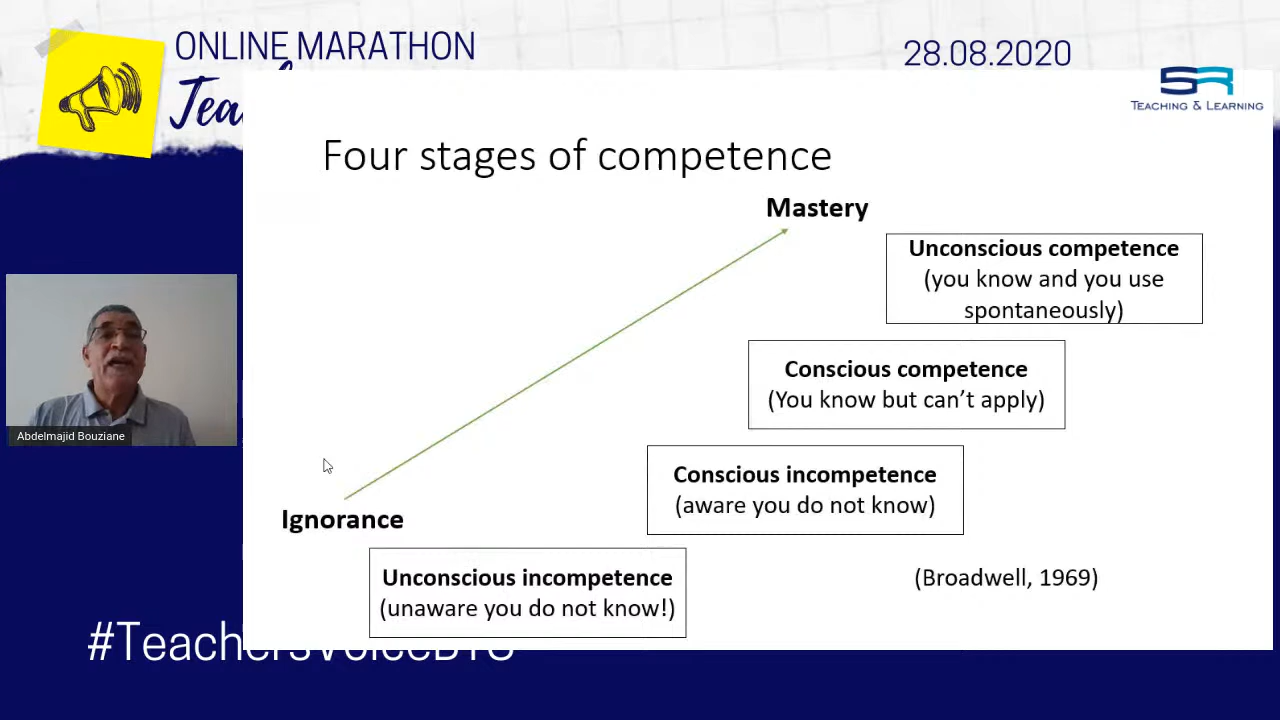 ONLINE MARATHON
28.08.2020
SR
TEACHING & LEARNING
Four stages of competence
Mastery
Unconscious competence
(you know and you use
spontaneously)
Conscious competence
(You know but can’t apply)
Conscious incompetence
(aware you do not know)
Ignorance
Unconscious incompetence
(unaware you do not know!)
(Broadwell, 1969)
Abdelmajid Bouziane